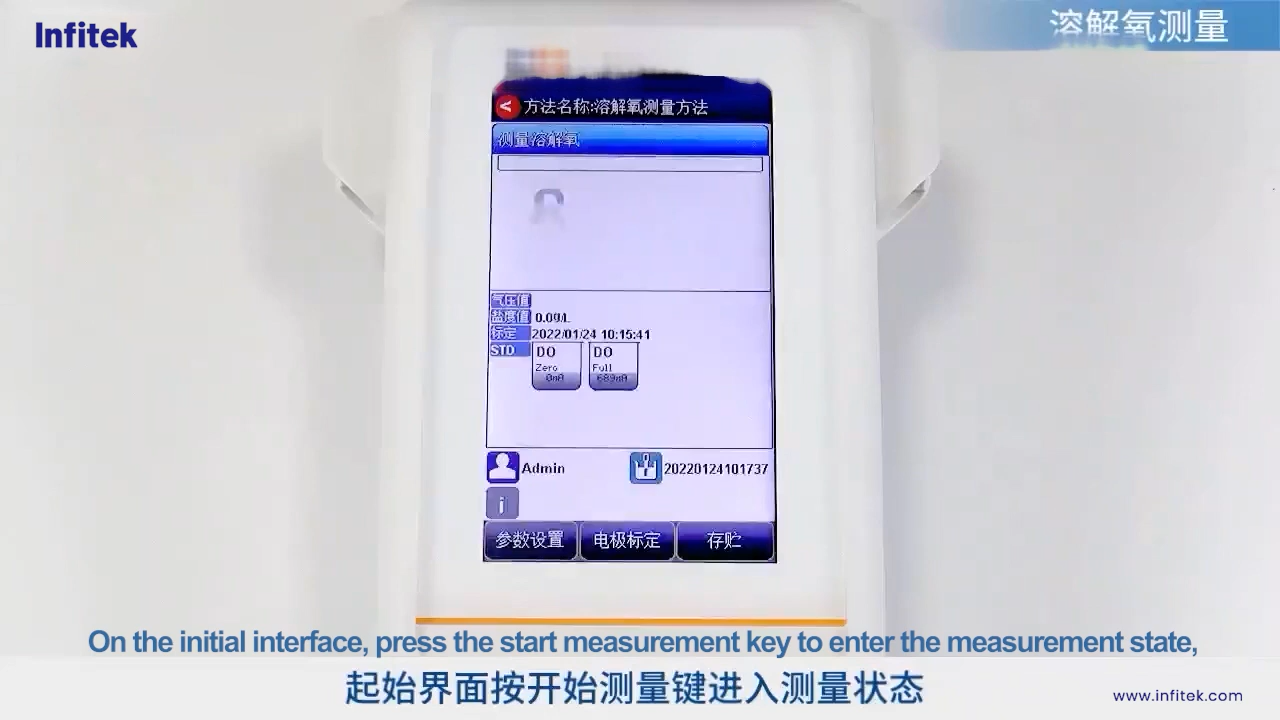 Infitek
溶解氧测量
< 方法名称:溶解氧测量方法
测量溶解氧
气压值
盐度值 0.0g/L
标定 2022/01/24 10:15:41
STD DO DO
Zero Full
0nA 689nA
Admin 20220124101737
i
参数设置 电极标定 存贮
On the initial interface, press the start measurement key to enter the measurement state,
起始界面按开始测量键进入测量状态
www.infitek.com